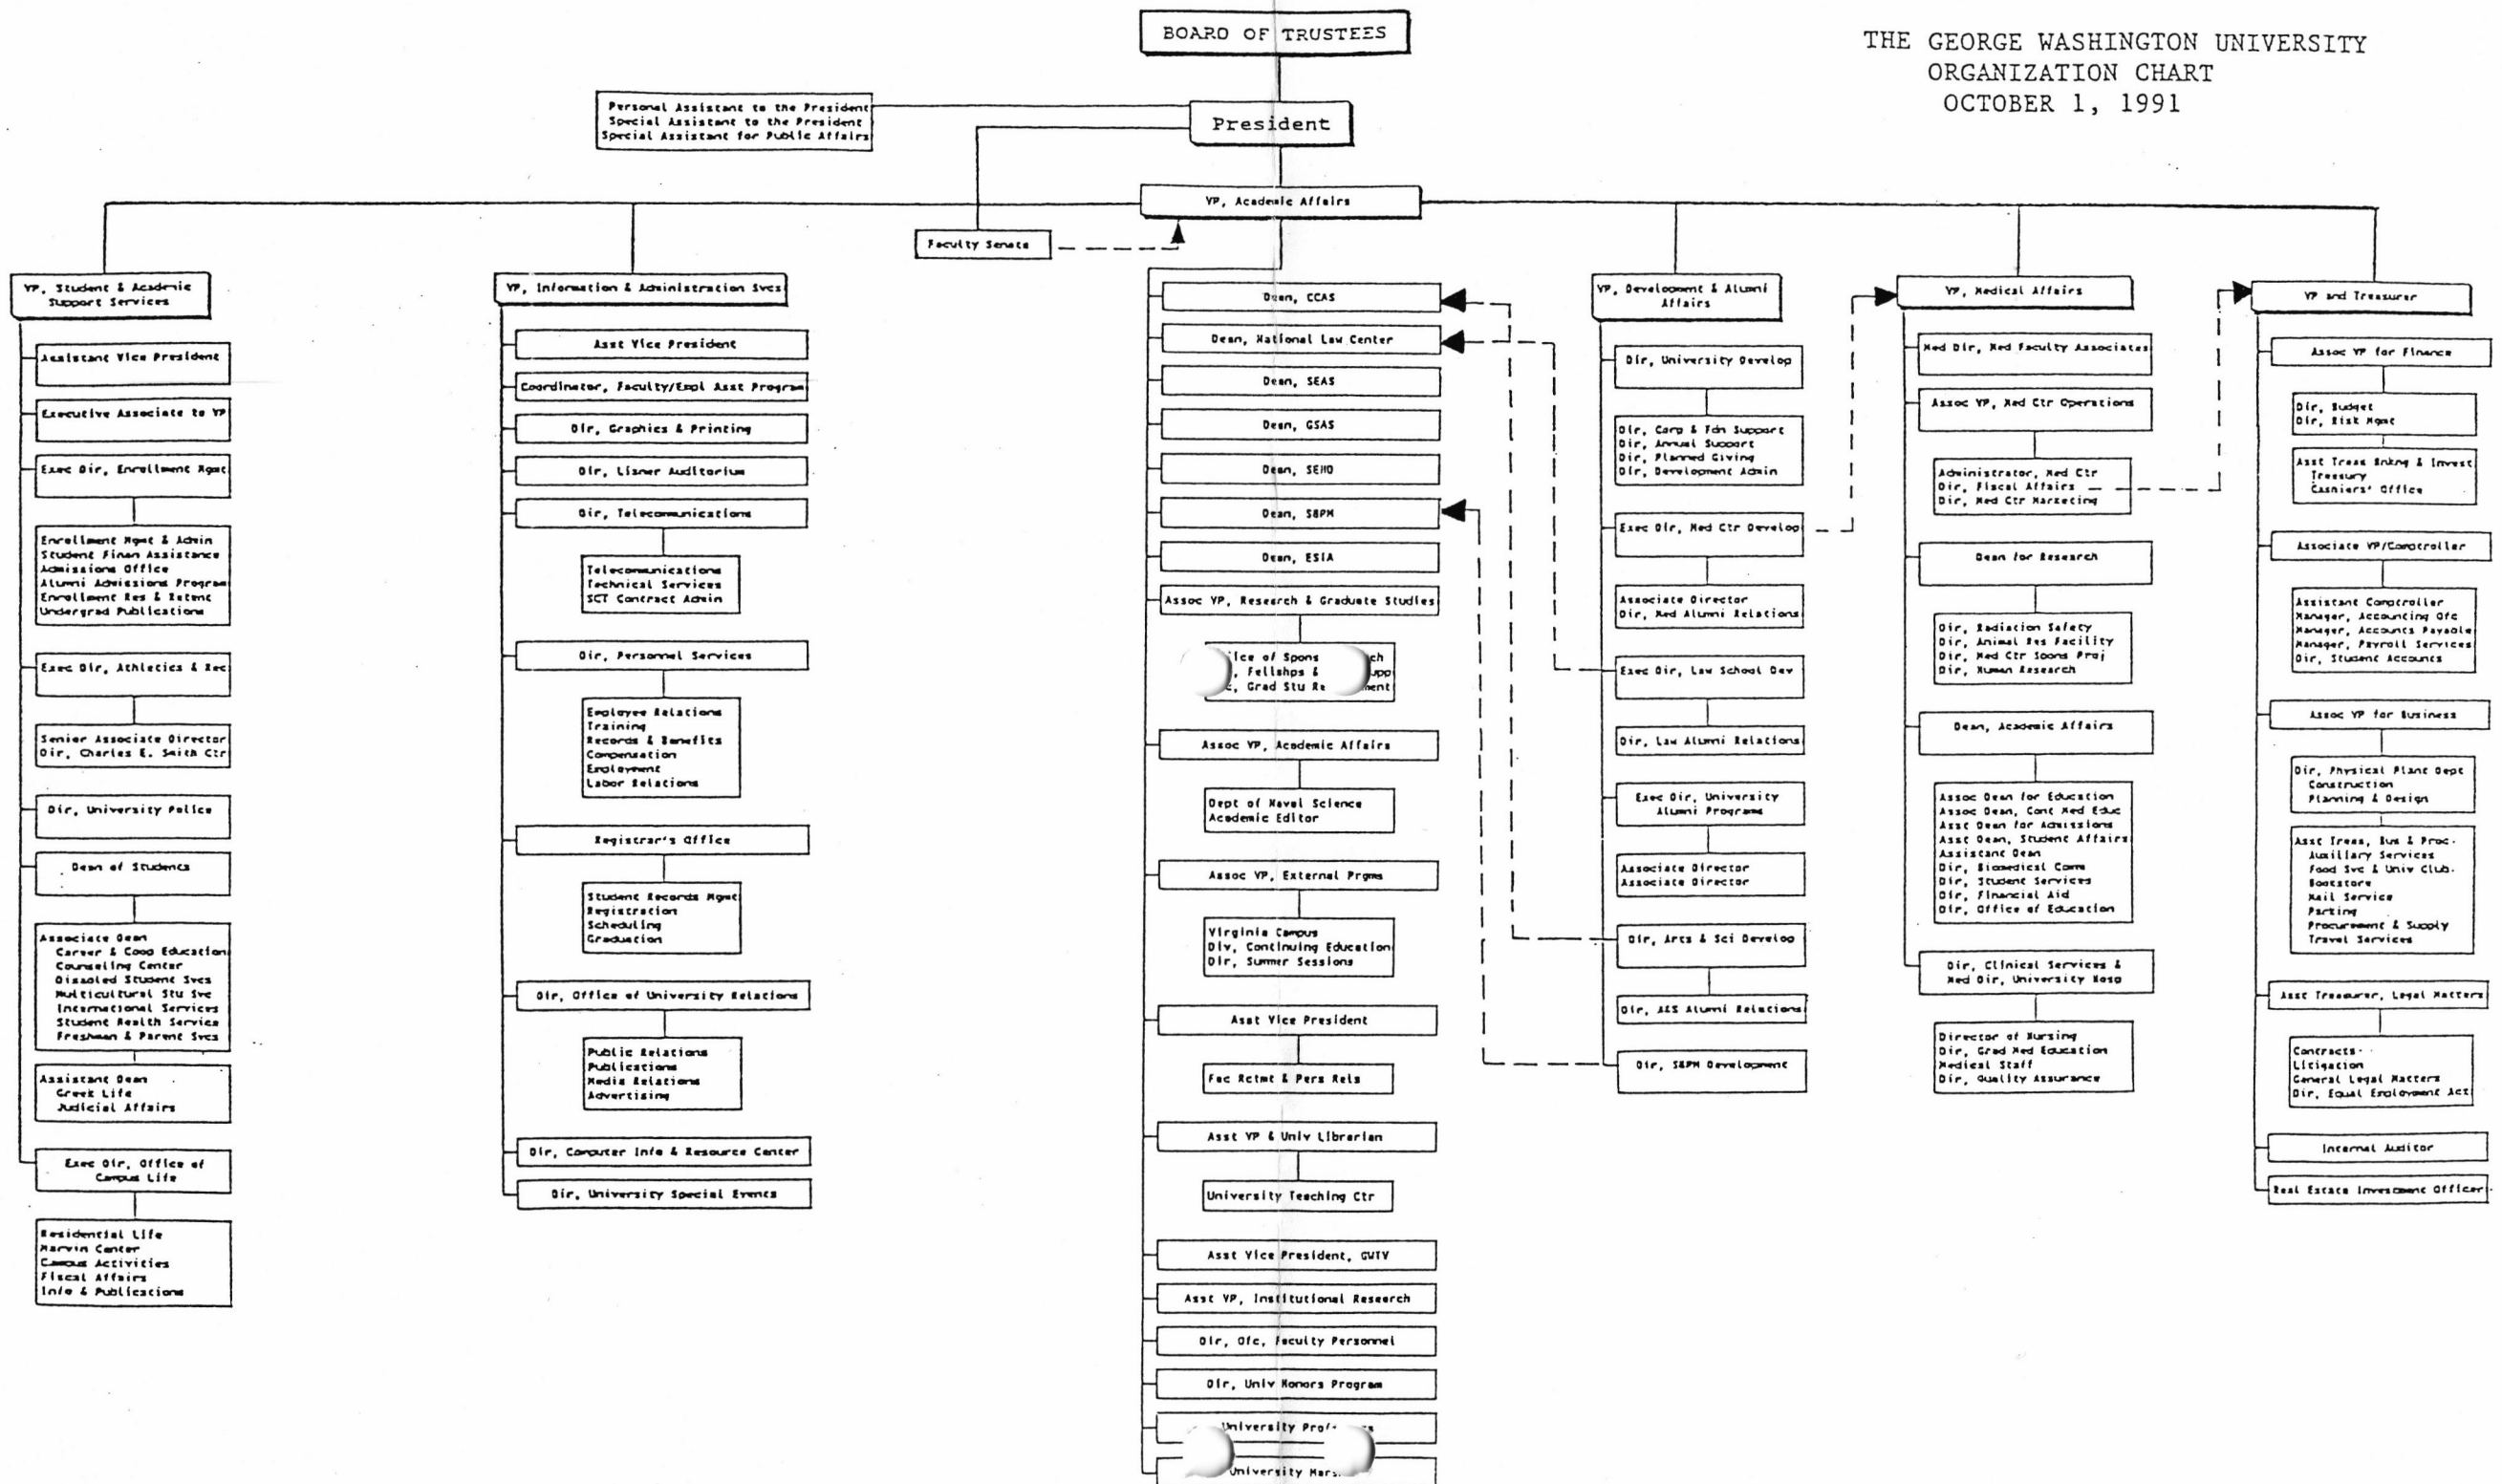 BOARD OF TRUSTEES
THE GEORGE WASHINGTON UNIVERSITY
ORGANIZATION CHART
OCTOBER 1, 1991
Personal Assistant to the President
Special Assistant to the President
Special Assistant for Public Affairs
President
VP, Academic Affairs
Faculty Senate
VP, Student & Academic
Support Services
Assistant Vice President
Executive Associate to VP
Exec Dir, Enrollment Mgmt
Enrollment Mgmt & Admin
Student Finan Assistance
Admissions Office
Alumni Admissions Program
Enrollment Res & Retent
Undergrad Publications
Exec Dir, Athletics & Rec
Senior Associate Director
Dir, Charles E. Smith Ctr
Dir, University Police
Dean of Students
Associate Dean
Career & Coop Education
Counseling Center
Disabled Student Svcs
Multicultural Stu Svc
International Services
Student Health Service
Freshman & Parent Svcs
Assistant Dean
Greek Life
Judicial Affairs
Exec Dir, Office of
Campus Life
Residential Life
Marvin Center
Campus Activities
Fiscal Affairs
Info & Publications
VP, Information & Administration Svcs
Asst Vice President
Coordinator, Faculty/Empl Asst Program
Dir, Graphics & Printing
Dir, Lisner Auditorium
Dir, Telecommunications
Telecommunications
Technical Services
SCT Contract Admin
Dir, Personnel Services
Employee Relations
Training
Records & Benefits
Compensation
Employment
Labor Relations
Registrar's Office
Student Records Mgmt
Registration
Scheduling
Graduation
Dir, Office of University Relations
Public Relations
Publications
Media Relations
Advertising
Dir, Computer Info & Resource Center
Dir, University Special Events
Dean, CCAS
Dean, National Law Center
Dean, SEAS
Dean, GSAS
Dean, SEHD
Dean, SBPM
Dean, ESIA
Assoc VP, Research & Graduate Studies
of Spons
, Fellshps &
, Grad Stu
Assoc VP, Academic Affairs
Dept of Naval Science
Academic Editor
Assoc VP, External Prgms
Virginia Campus
Div, Continuing Education
Dir, Summer Sessions
Asst Vice President
Fac Rctmt & Pers Rels
Asst VP & Univ Librarian
University Teaching Ctr
Asst Vice President, GWTV
Asst VP, Institutional Research
Dir, Ofc, Faculty Personnel
Dir, Univ Honors Program
University
University
VP, Development & Alumni
Affairs
Dir, University Develop
Dir, Corp & Fdn Support
Dir, Annual Support
Dir, Planned Giving
Dir, Development Admin
Exec Dir, Med Ctr Develop
Associate Director
Dir, Med Alumni Relations
Exec Dir, Law School Dev
Dir, Law Alumni Relations
Exec Dir, University
Alumni Programs
Associate Director
Associate Director
Dir, Arts & Sci Develop
Dir, A&S Alumni Relations
Dir, SBPM Development
VP, Medical Affairs
Med Dir, Med Faculty Associates
Assoc VP, Med Ctr Operations
Administrator, Med Ctr
Dir, Fiscal Affairs
Dir, Med Ctr Marketing
Dean for Research
Dir, Radiation Safety
Dir, Animal Res Facility
Dir, Med Ctr Spons Proj
Dir, Human Research
Dean, Academic Affairs
Assoc Dean for Education
Assoc Dean, Cont Med Educ
Asst Dean for Admissions
Asst Dean, Student Affairs
Assistant Dean
Dir, Biomedical Comm
Dir, Student Services
Dir, Financial Aid
Dir, Office of Education
Dir, Clinical Services &
Med Dir, University Hosp
Director of Nursing
Dir, Grad Med Education
Medical Staff
Dir, Quality Assurance
VP and Treasurer
Assoc VP for Finance
Dir, Budget
Dir, Risk Mgmt
Asst Treas Bnkng & Invest
Treasury
Cashiers' Office
Associate VP/Comptroller
Assistant Comptroller
Manager, Accounting Ofc
Manager, Accounts Payable
Manager, Payroll Services
Dir, Student Accounts
Assoc VP for Business
Dir, Physical Plant Dept
Construction
Planning & Design
Asst Treas, Bus & Proc.
Auxiliary Services
Food Svc & Univ Club.
Bookstore
Mail Service
Parking
Procurement & Supply
Travel Services
Asst Treasurer, Legal Matters
Contracts
Litigation
General Legal Matters
Dir, Equal Employment Act
Internal Auditor
Real Estate Investment Officer